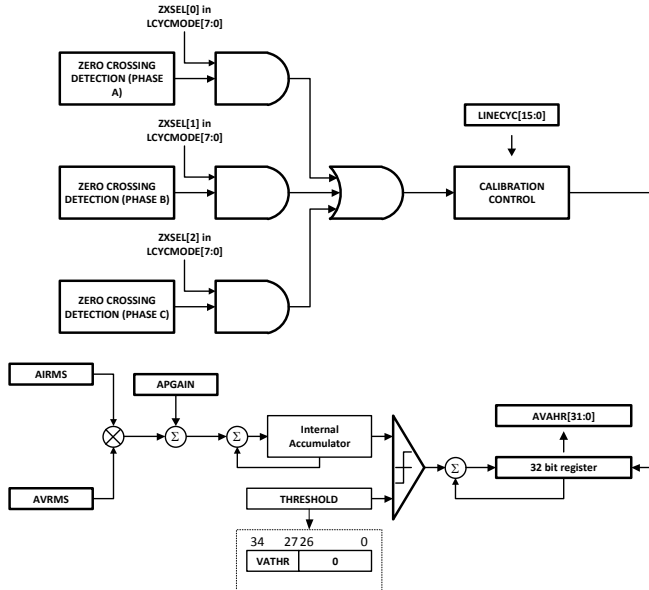 ZXSEL[0] in
LCYCMODE[7:0]
ZERO CROSSING
DETECTION (PHASE
A)
ZXSEL[1] in
LCYCMODE[7:0]
ZERO CROSSING
DETECTION (PHASE B)
ZXSEL[2] in
LCYCMODE[7:0]
ZERO CROSSING
DETECTION (PHASE C)
LINECYC[15:0]
CALIBRATION
CONTROL
AIRMS
AVRMS
APGAIN
Σ
Σ
Internal
Accumulator
THRESHOLD
34 27 26 0
VATHR 0
Σ
AVAHR[31:0]
32 bit register